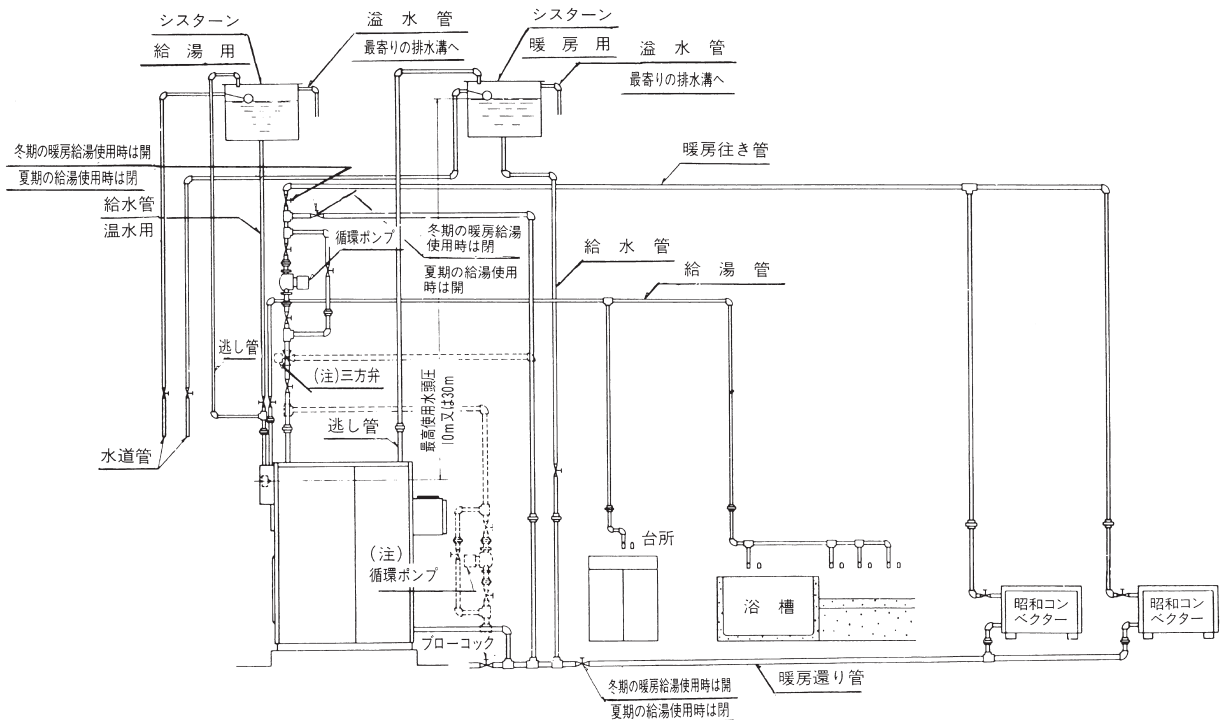 シスターン
給湯用
溢水管
最寄りの排水溝へ
シスターン
暖房用
溢水管
最寄りの排水溝へ
冬期の暖房給湯使用時は開
夏期の給湯使用時は閉
給水管
温水用
暖房往き管
循環ポンプ
冬期の暖房給湯
使用時は閉
夏期の給湯使用
時は開
給水管
給湯管
逃し管
(注)三方弁
最高使用水頭圧
10m又は30m
逃し管
水道管
(注)
循環ポンプ
台所
浴槽
昭和コン
ベクター
昭和コン
ベクター
ブローコック
暖房還り管
冬期の暖房給湯使用時は開
夏期の給湯使用時は閉